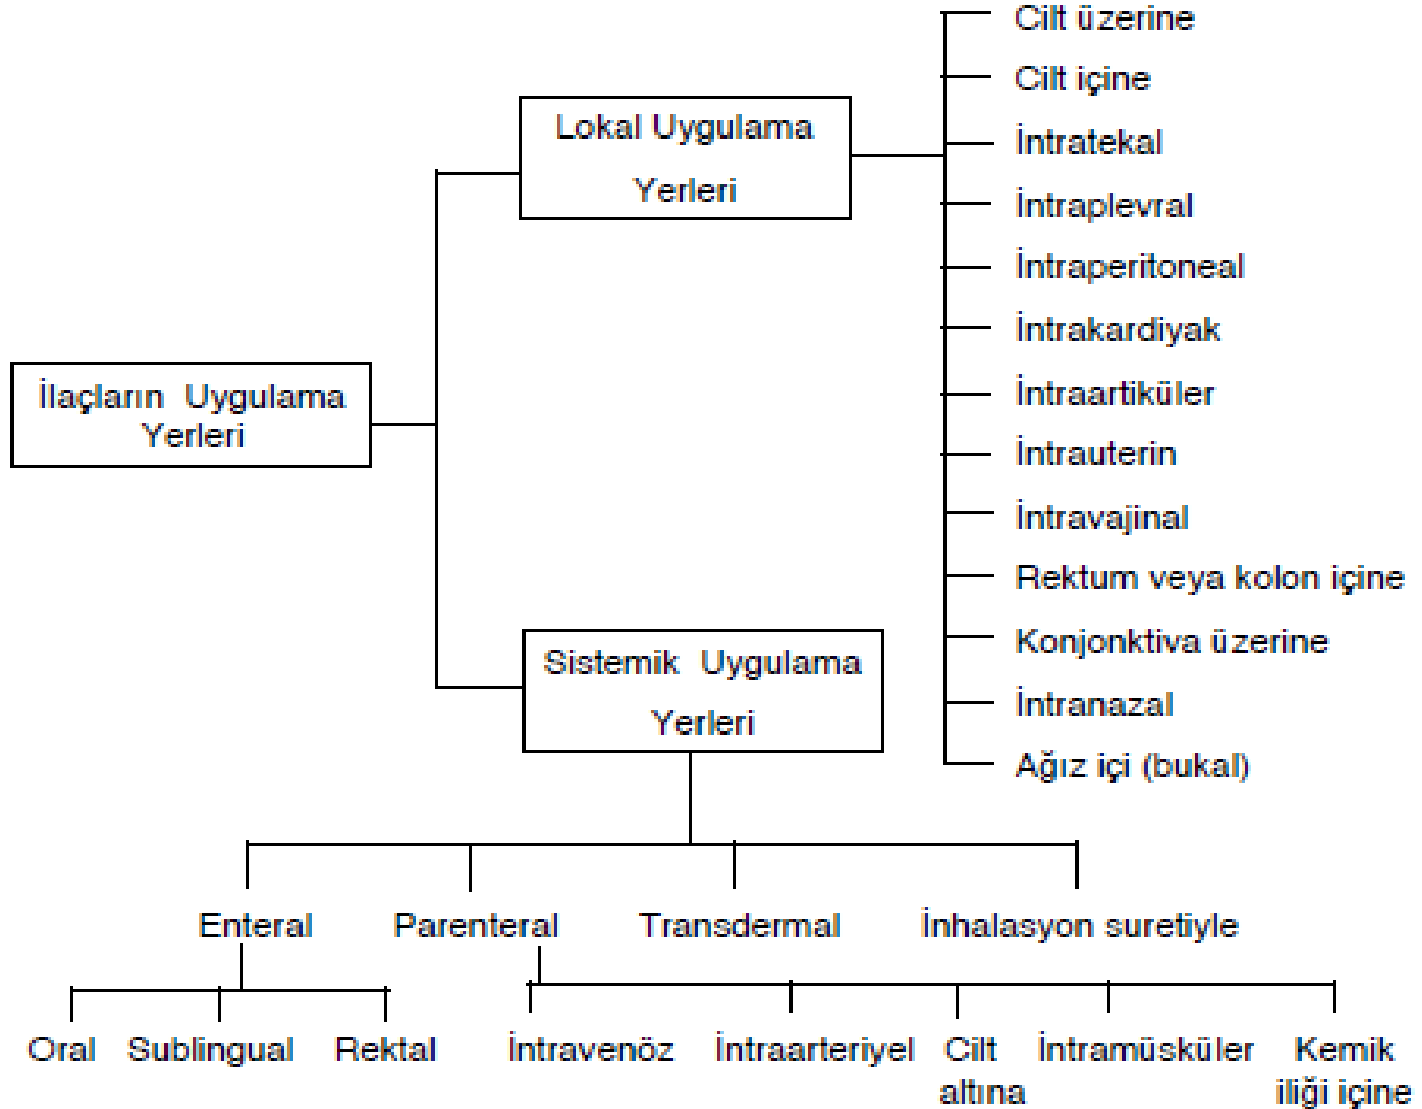 Cilt üzerine
Cilt içine
Lokal Uygulama
Yerleri
İntratekal
İntraplevral
İntraperitoneal
İntrakardiyak
İlaçların Uygulama
Yerleri
İntraartiküler
İntrauterin
İntravajinal
Rektum veya kolon içine
Konjonktiva üzerine
Sistemik Uygulama
Yerleri
İntranazal
Ağız içi (bukal)
Enteral Parenteral Transdermal İnhalasyon suretiyle
Oral Sublingual Rektal İntravenöz İntraarteriyel Cilt İntramüsküler Kemik
altına iliği içine